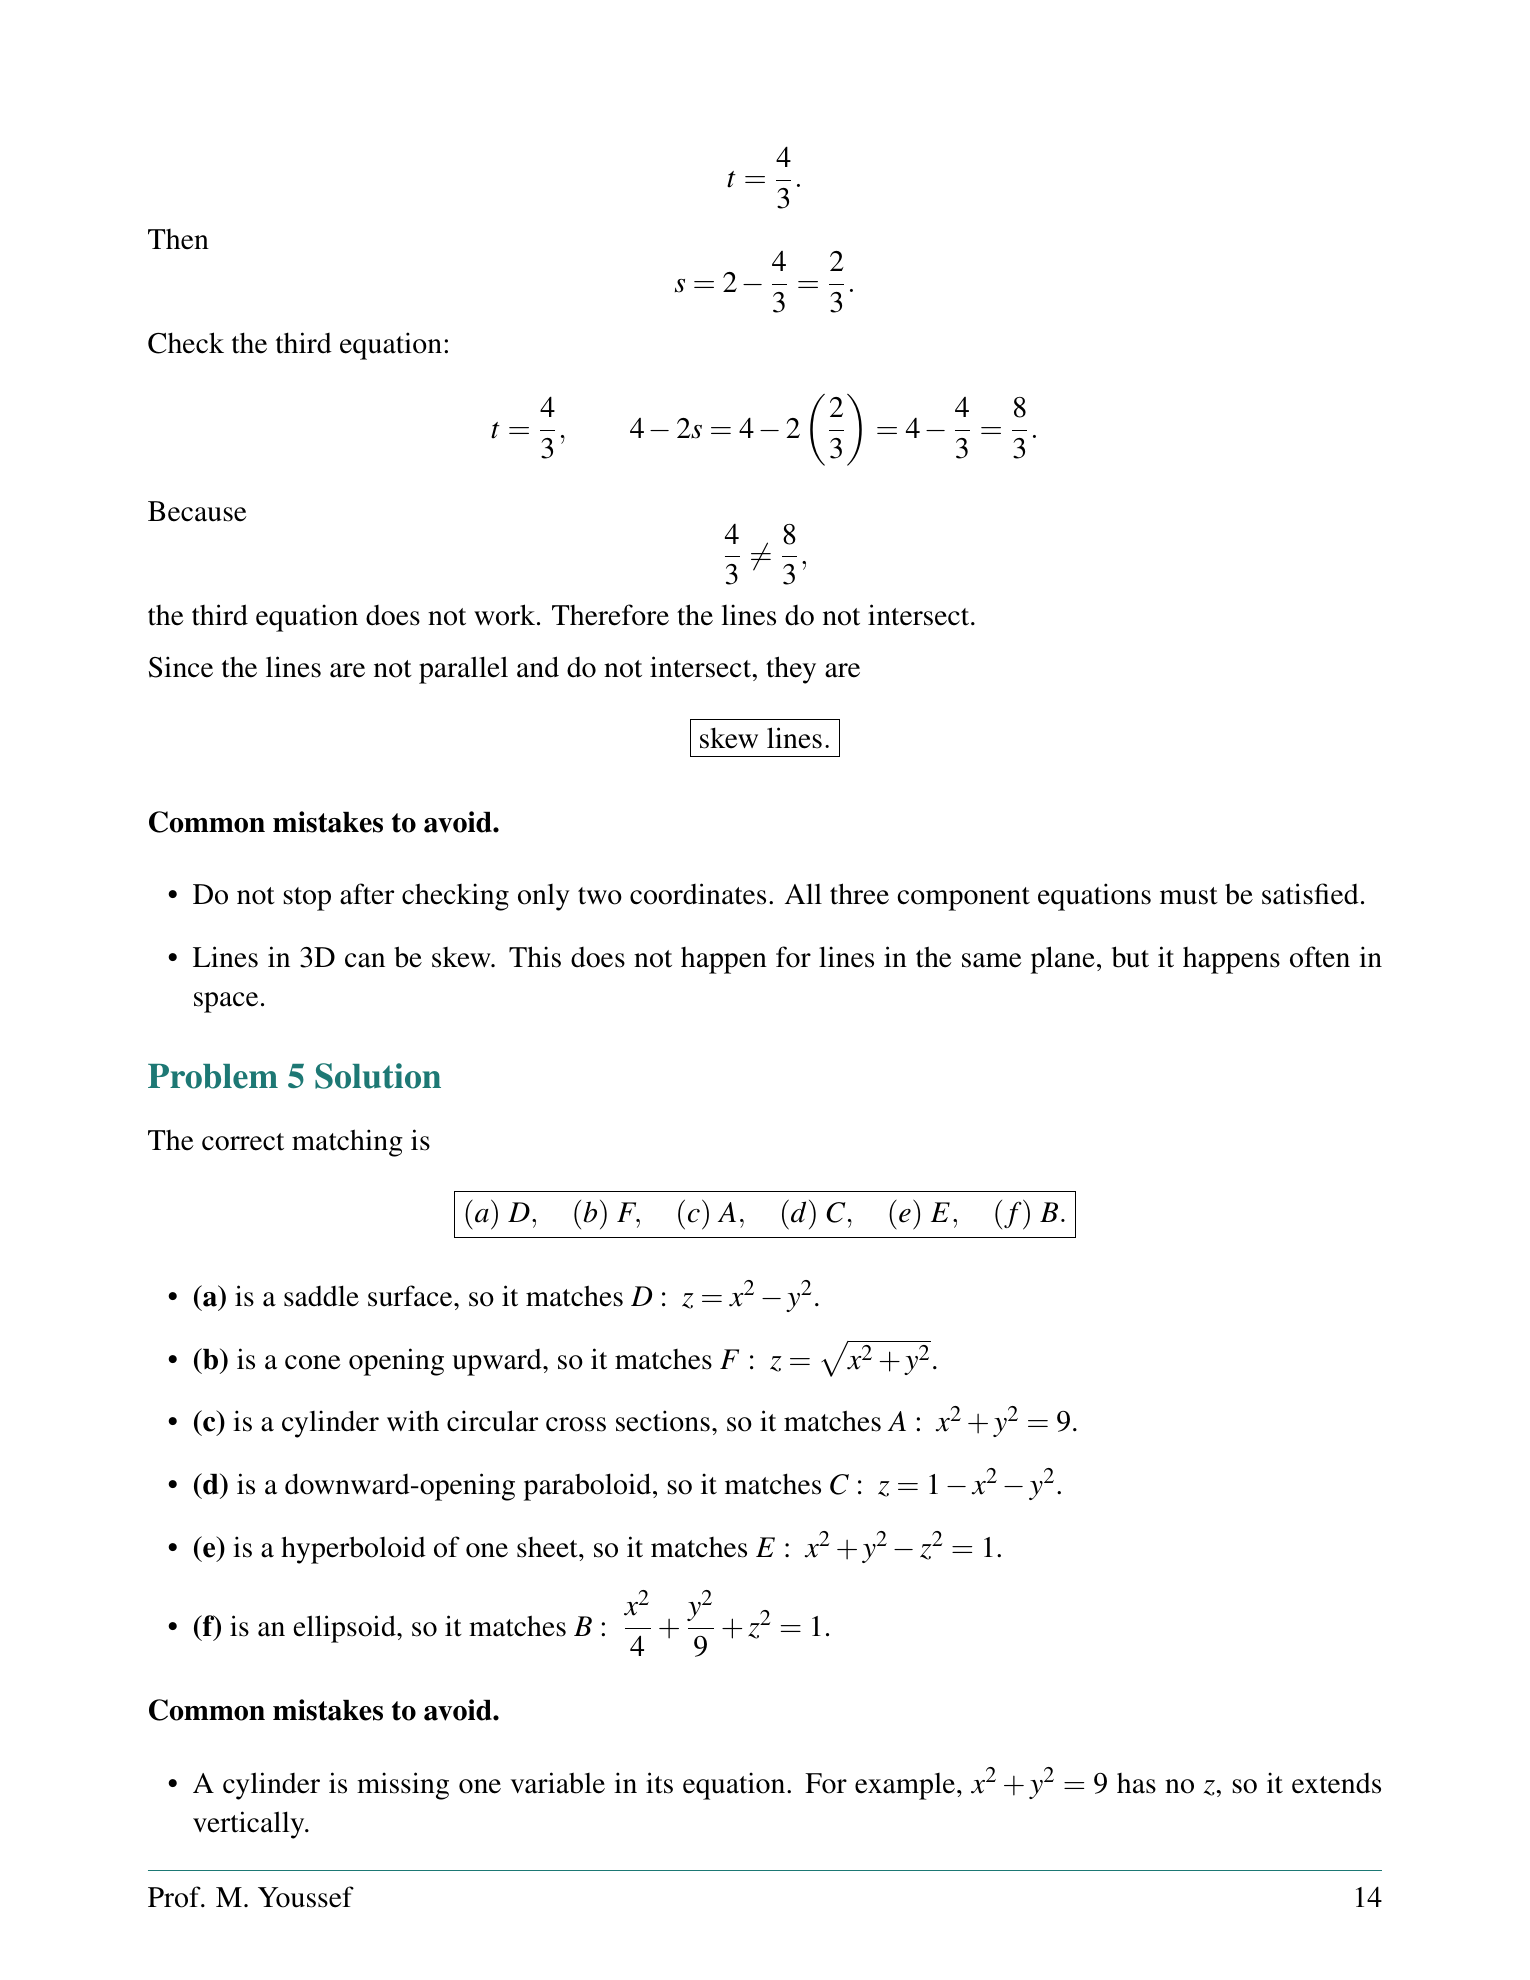 t = 4/3.
Then
s = 2 − 4/3 = 2/3.
Check the third equation:
t = 4/3, 4 − 2s = 4 − 2(2/3) = 4 − 4/3 = 8/3.
Because
4/3 ≠ 8/3,
the third equation does not work. Therefore the lines do not intersect.
Since the lines are not parallel and do not intersect, they are
skew lines.
Common mistakes to avoid.
• Do not stop after checking only two coordinates. All three component equations must be satisfied.
• Lines in 3D can be skew. This does not happen for lines in the same plane, but it happens often in
space.
Problem 5 Solution
The correct matching is
(a) D, (b) F, (c) A, (d) C, (e) E, (f) B.
• (a) is a saddle surface, so it matches D : z = x² − y².
• (b) is a cone opening upward, so it matches F : z = √(x² + y²).
• (c) is a cylinder with circular cross sections, so it matches A : x² + y² = 9.
• (d) is a downward-opening paraboloid, so it matches C : z = 1 − x² − y².
• (e) is a hyperboloid of one sheet, so it matches E : x² + y² − z² = 1.
• (f) is an ellipsoid, so it matches B : x²/4 + y²/9 + z² = 1.
Common mistakes to avoid.
• A cylinder is missing one variable in its equation. For example, x² + y² = 9 has no z, so it extends
vertically.
Prof. M. Youssef 14